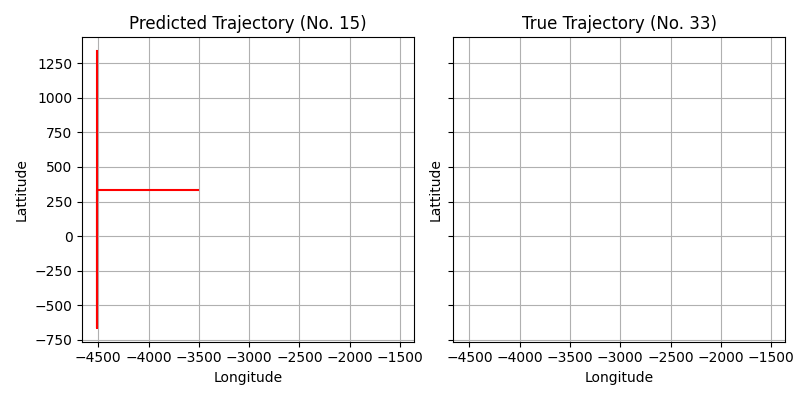 Predicted Trajectory (No. 15)
True Trajectory (No. 33)
Lattitude
1250
1000
750
500
250
0
−250
−500
−750
−4500 −4000 −3500 −3000 −2500 −2000 −1500
Longitude
Lattitude
−4500 −4000 −3500 −3000 −2500 −2000 −1500
Longitude